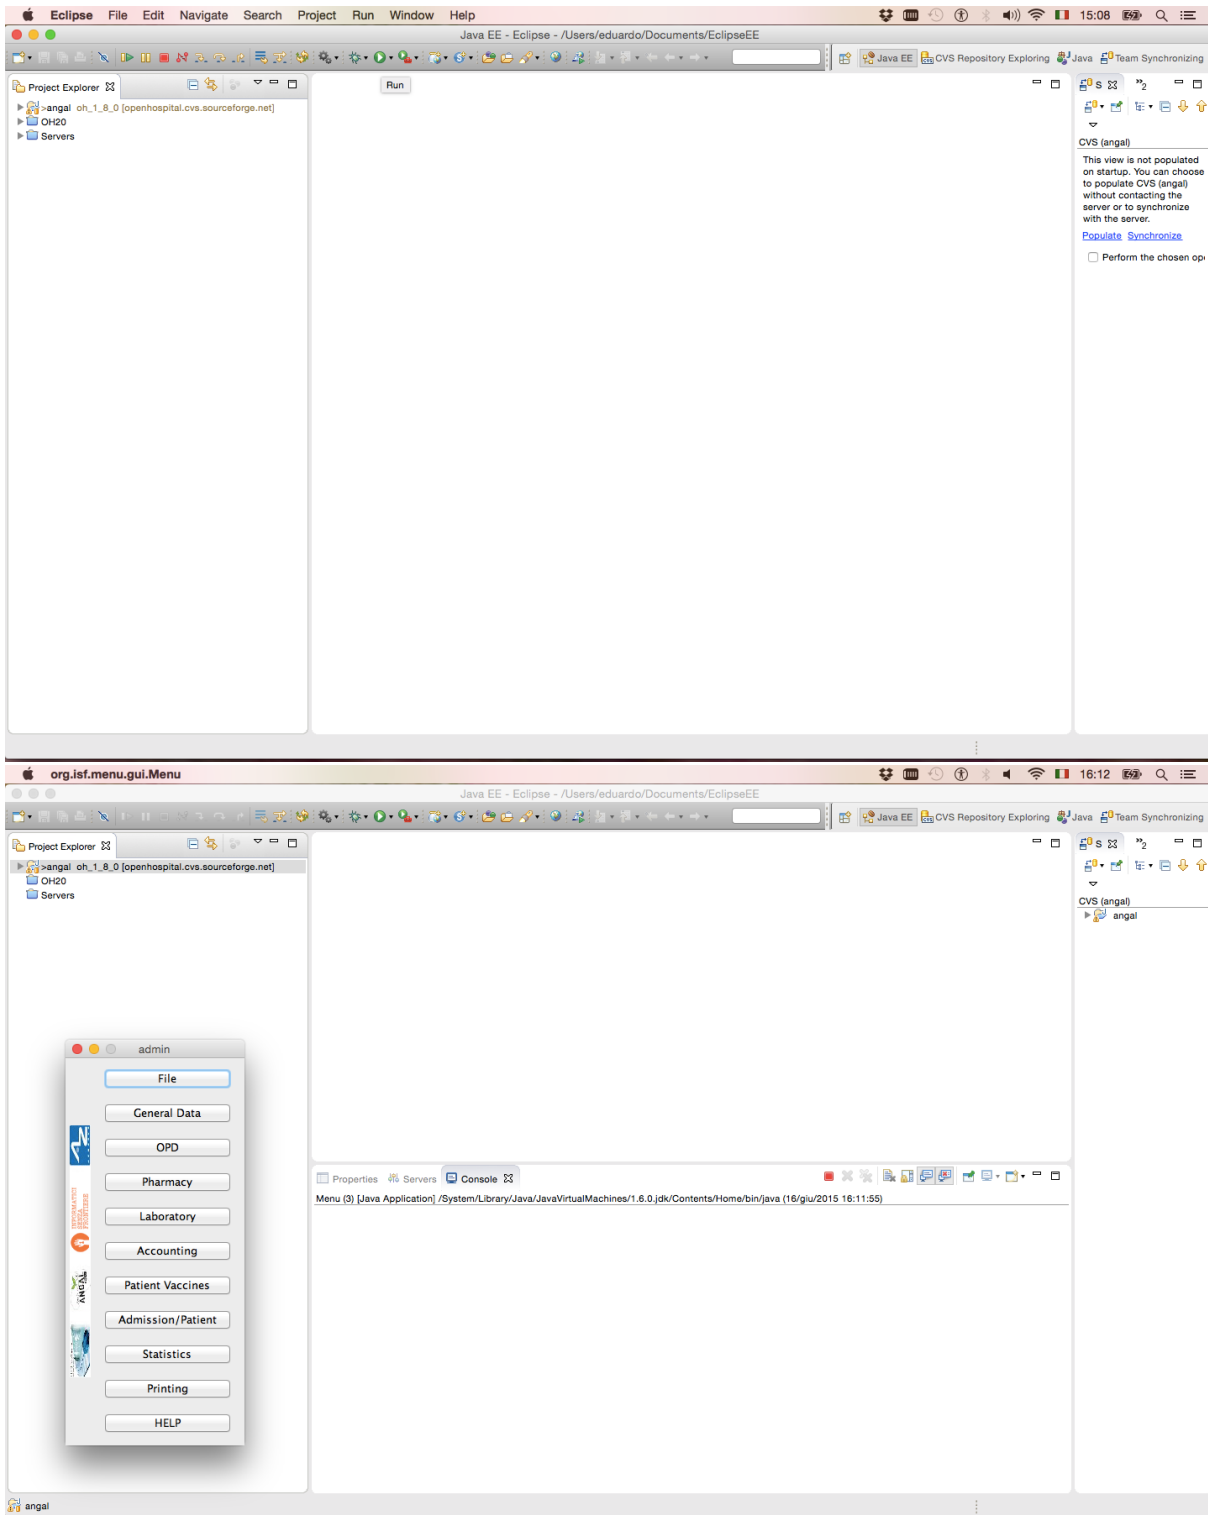 Eclipse File Edit Navigate Search Project Run Window Help 15:08
Java EE - Eclipse - /Users/eduardo/Documents/EclipseEE
Java EE CVS Repository Exploring Java Team Synchronizing
Project Explorer
Run
S
»2
>angal oh_1_8_0 [openhospital.cvs.sourceforge.net]
OH20
Servers
CVS (angal)
This view is not populated
on startup. You can choose
to populate CVS (angal)
without contacting the
server or to synchronize
with the server.
Populate Synchronize
Perform the chosen op
org.isf.menu.gui.Menu 16:12
Java EE - Eclipse - /Users/eduardo/Documents/EclipseEE
Java EE CVS Repository Exploring Java Team Synchronizing
Project Explorer
S
»2
>angal oh_1_8_0 [openhospital.cvs.sourceforge.net]
OH20
Servers
CVS (angal)
angal
admin
File
General Data
OPD
Pharmacy
Laboratory
Accounting
Patient Vaccines
Admission/Patient
Statistics
Printing
HELP
INFORMATICI
SENZA
FRONTIERE
ANGAL
Properties Servers Console
Menu (3) [Java Application] /System/Library/Java/JavaVirtualMachines/1.6.0.jdk/Contents/Home/bin/java (16/giu/2015 16:11:55)
angal